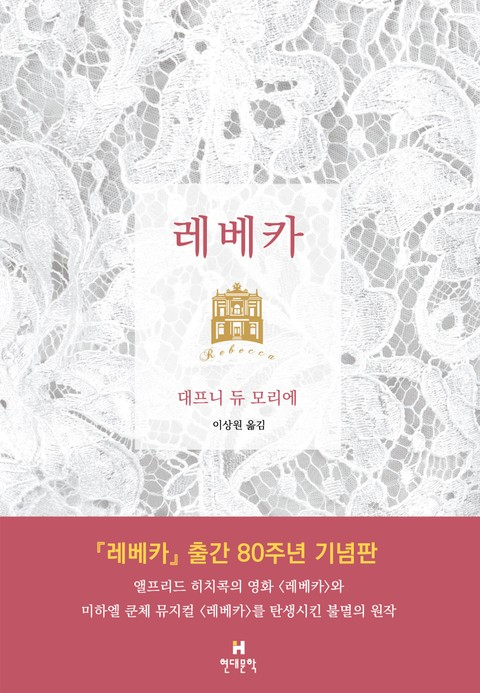 레베카
Rebecca
대프니 듀 모리에
이상원 옮김
『레베카』 출간 80주년 기념판
앨프리드 히치콕의 영화 〈레베카〉와
미하엘 쿤체 뮤지컬 〈레베카〉를 탄생시킨 불멸의 원작
H
현대문학